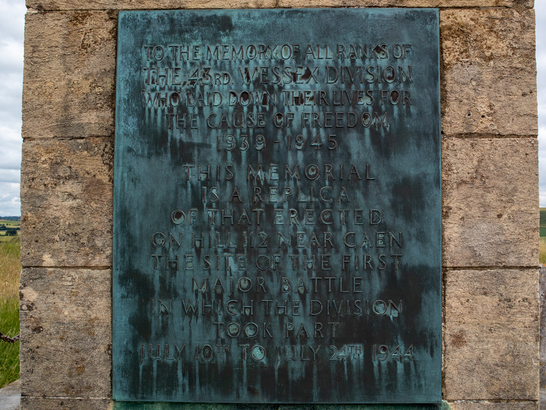 TO THE MEMORY OF ALL RANKS OF
THE 43RD WESSEX DIVISION
WHO LAID DOWN THEIR LIVES FOR
THE CAUSE OF FREEDOM
1939 - 1945
THIS MEMORIAL
IS A REPLICA
OF THAT ERECTED
ON HILL 112 NEAR CAEN
THE SITE OF THE FIRST
MAJOR BATTLE
IN WHICH THE DIVISION
TOOK PART
JULY 10TH TO JULY 24TH 1944